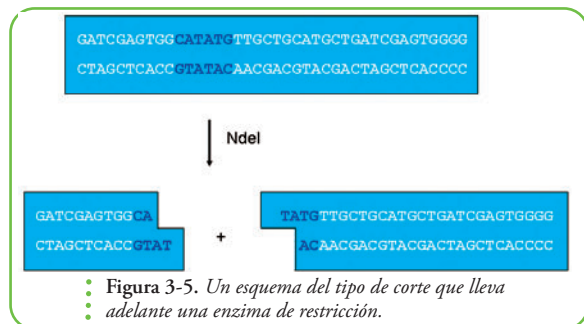 GATCGAGTGGCATATGTTGCTGCATGCTGATCGAGTGGGG
CTAGCTCACCGTATACAACGACGTACGACTAGCTCACCCC
NdeI
GATCGAGTGGCA
CTAGCTCACCGTAT
+
TATGTTGCTGCATGCTGATCGAGTGGGG
ACAACGACGTACGACTAGCTCACCCC
Figura 3-5. Un esquema del tipo de corte que lleva
adelante una enzima de restricción.